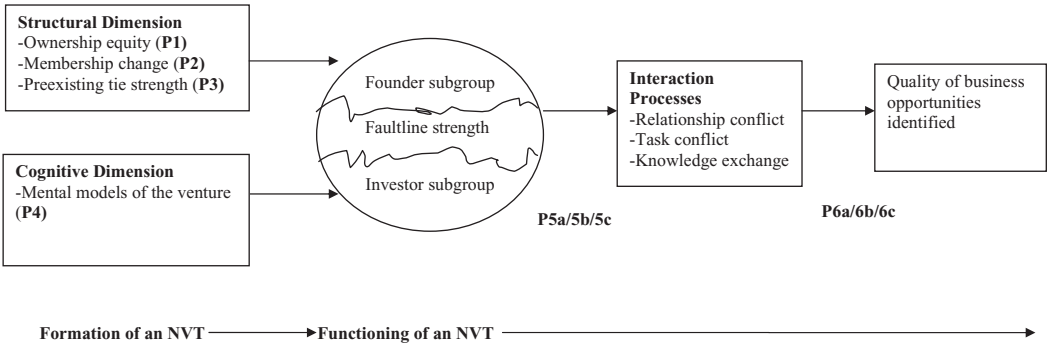 Structural Dimension
-Ownership equity (P1)
-Membership change (P2)
-Preexisting tie strength (P3)
Cognitive Dimension
-Mental models of the venture
(P4)
Founder subgroup
Faultline strength
Investor subgroup
P5a/5b/5c
Interaction
Processes
-Relationship conflict
-Task conflict
-Knowledge exchange
P6a/6b/6c
Quality of business
opportunities
identified
Formation of an NVT
Functioning of an NVT